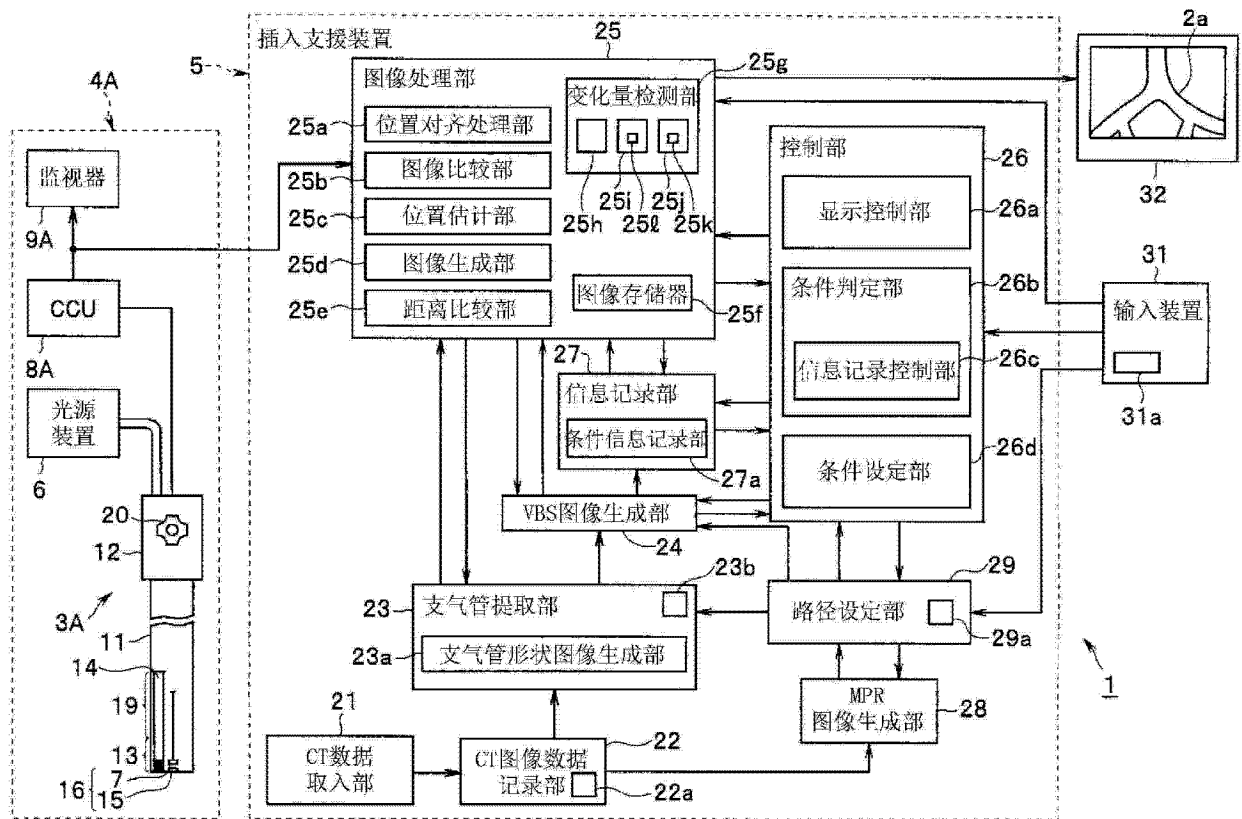 插入支援装置
5
4A
监视器
9A
CCU
8A
光源
装置
6
20
12
3A
11
14
19
13
7
16
15
25
图像处理部
25a
位置对齐处理部
25b
图像比较部
25c
位置估计部
25d
图像生成部
25e
距离比较部
25g
变化量检测部
25h
25i
25ℓ
25j
25k
图像存储器
25f
27
信息记录部
条件信息记录部
27a
VBS图像生成部
24
控制部
26
显示控制部
26a
条件判定部
26b
信息记录控制部
26c
条件设定部
26d
2a
32
31
输入装置
31a
23
支气管提取部
23b
23a
支气管形状图像生成部
29
路径设定部
29a
MPR
图像生成部
28
21
CT数据
取入部
22
CT图像数据
记录部
22a
1